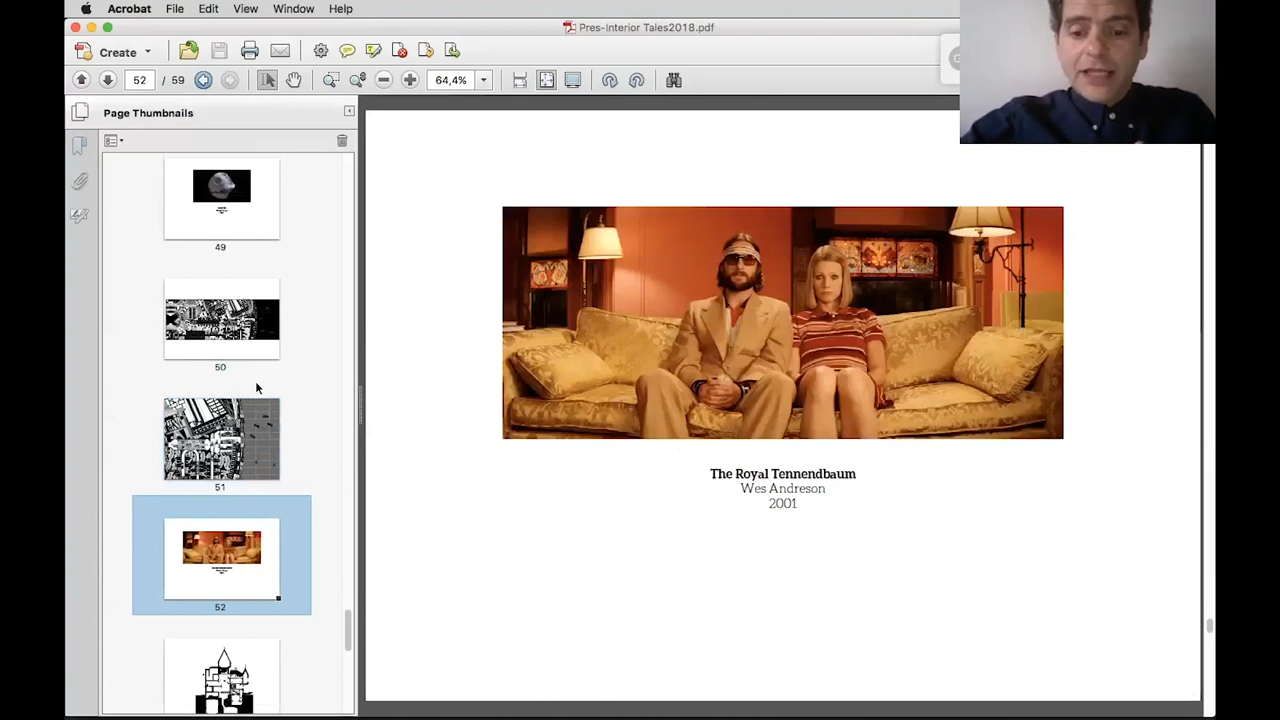 Acrobat File Edit View Window Help
Pres-Interior Tales2018.pdf
Create
52 / 59 64,4%
Page Thumbnails
49
50
51
52
The Royal Tennendbaum
Wes Andreson
2001